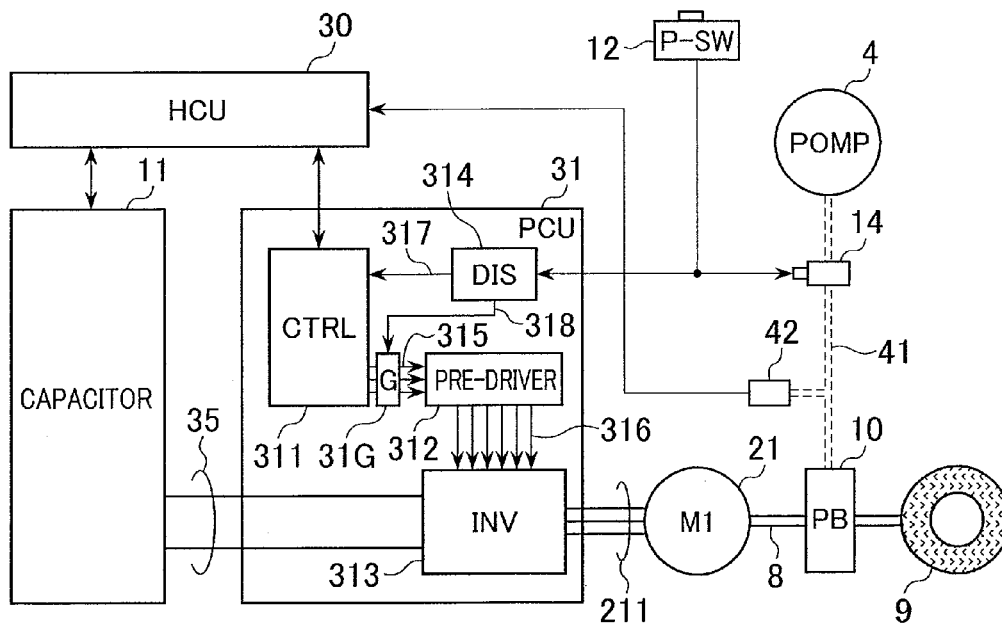 30
12
P-SW
4
HCU
POMP
11
314
31
PCU
14
317
DIS
CTRL
315
318
42
41
G
PRE-DRIVER
CAPACITOR
311
31G
312
316
35
21
10
INV
M1
PB
313
211
8
9